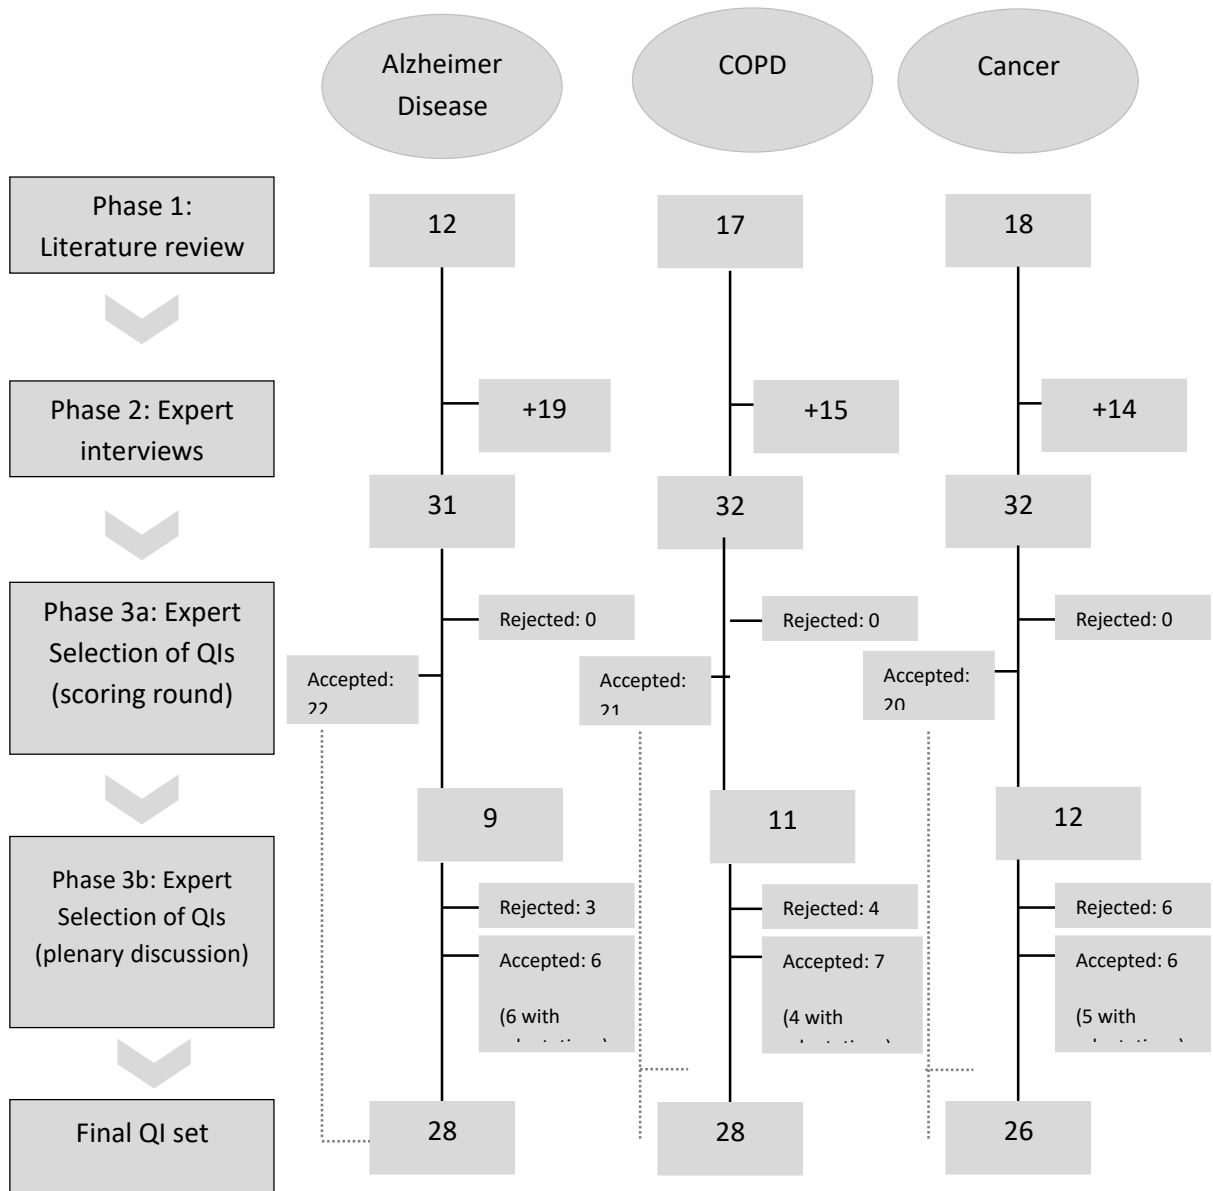 Alzheimer
Disease
COPD
Cancer
Phase 1:
Literature review
12
17
18
Phase 2: Expert
interviews
+19
+15
+14
31
32
32
Phase 3a: Expert
Selection of QIs
(scoring round)
Rejected: 0
Rejected: 0
Rejected: 0
Accepted:
22
Accepted:
21
Accepted:
20
9
11
12
Phase 3b: Expert
Selection of QIs
(plenary discussion)
Rejected: 3
Rejected: 4
Rejected: 6
Accepted: 6
(6 with
Accepted: 7
(4 with
Accepted: 6
(5 with
Final QI set
28
28
26